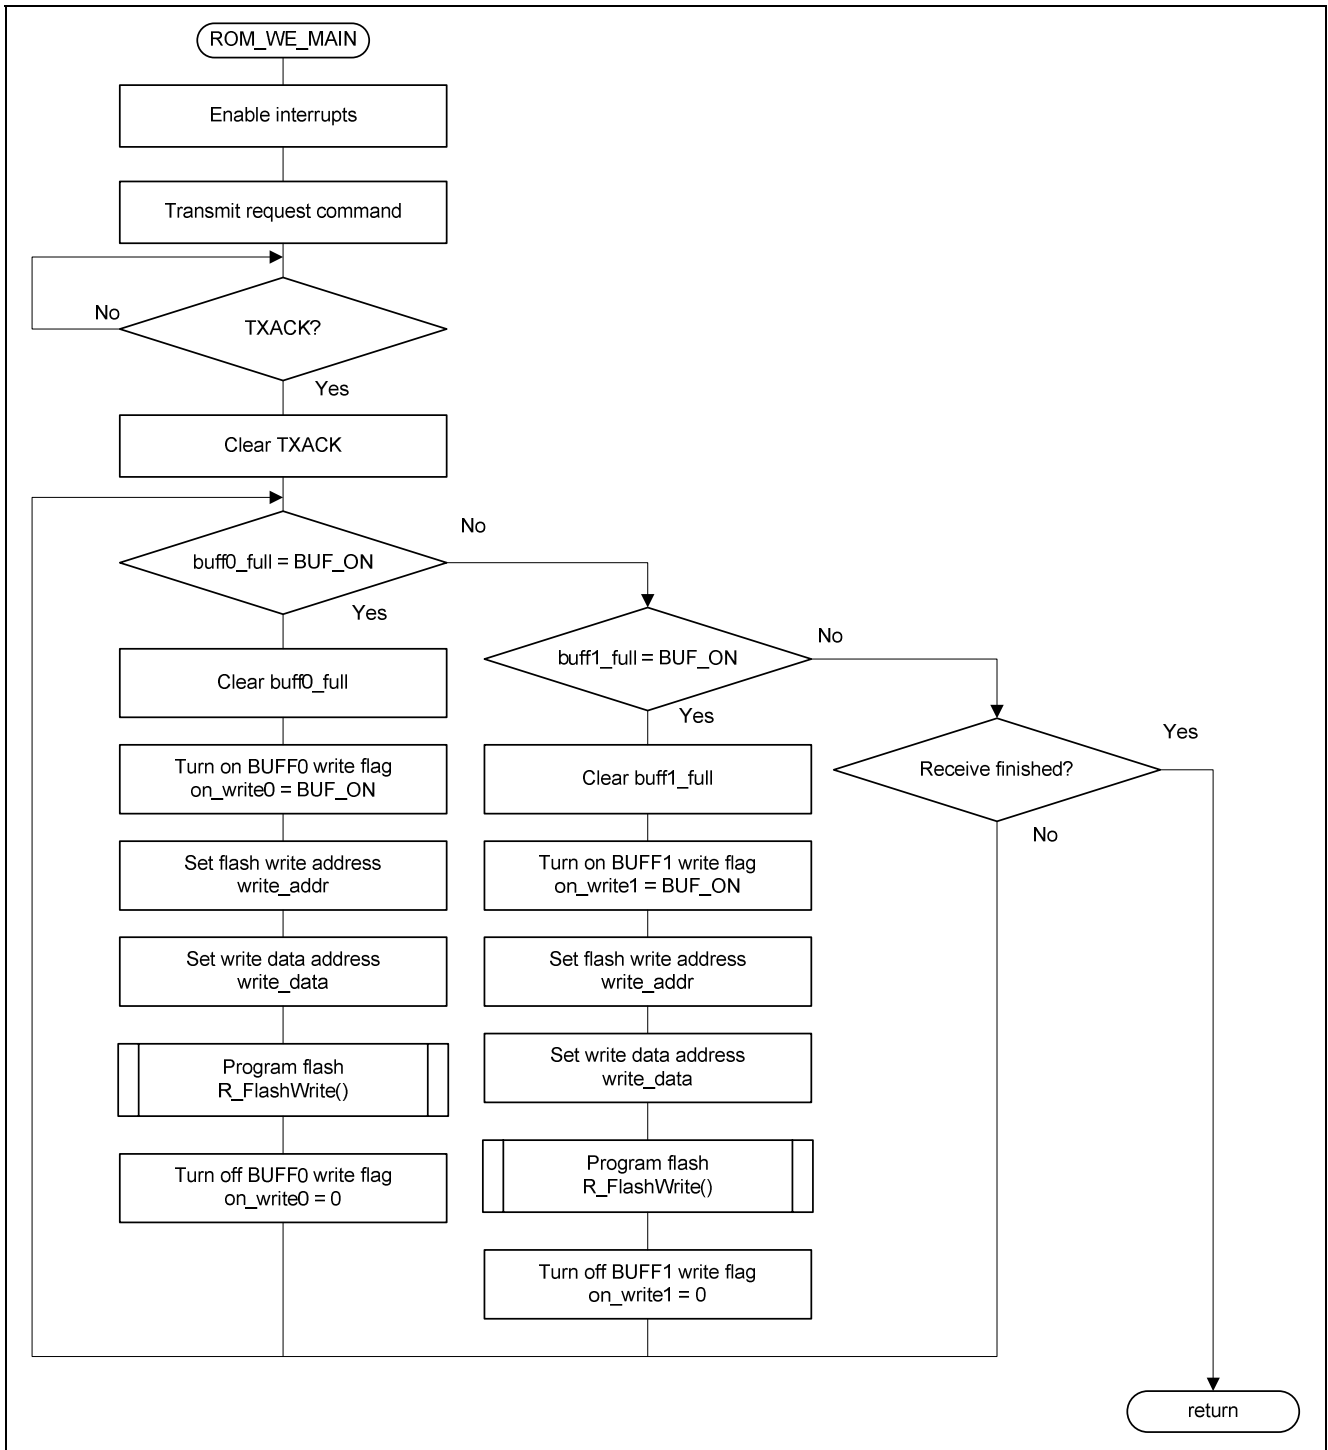 ROM_WE_MAIN
Enable interrupts
Transmit request command
No
TXACK?
Yes
Clear TXACK
No
buff0_full = BUF_ON
Yes
Clear buff0_full
Turn on BUFF0 write flag
on_write0 = BUF_ON
Set flash write address
write_addr
Set write data address
write_data
Program flash
R_FlashWrite()
Turn off BUFF0 write flag
on_write0 = 0
No
buff1_full = BUF_ON
Yes
Clear buff1_full
Turn on BUFF1 write flag
on_write1 = BUF_ON
Set flash write address
write_addr
Set write data address
write_data
Program flash
R_FlashWrite()
Turn off BUFF1 write flag
on_write1 = 0
Yes
Receive finished?
No
return